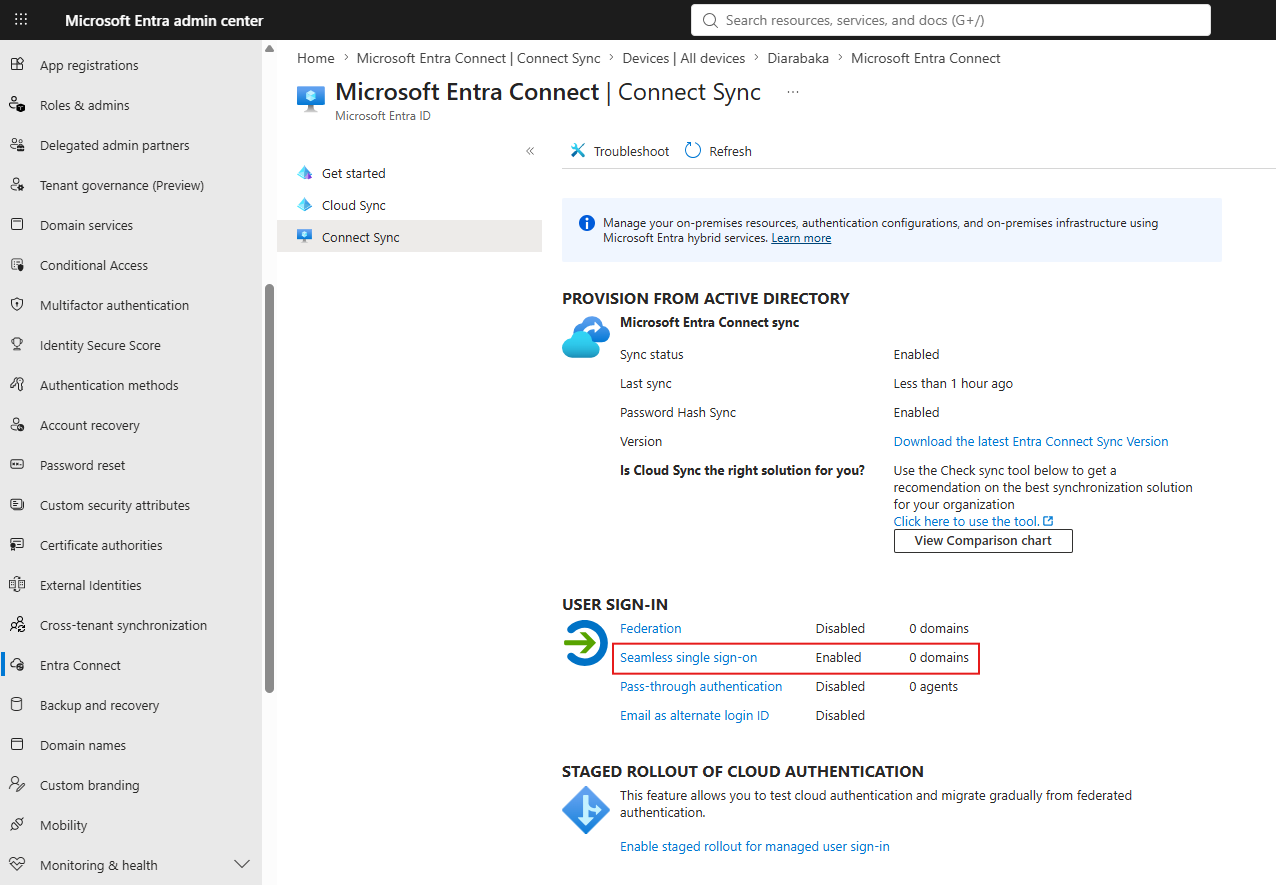 Microsoft Entra admin center
Search resources, services, and docs (G+/)
App registrations
Roles & admins
Delegated admin partners
Tenant governance (Preview)
Domain services
Conditional Access
Multifactor authentication
Identity Secure Score
Authentication methods
Account recovery
Password reset
Custom security attributes
Certificate authorities
External Identities
Cross-tenant synchronization
Entra Connect
Backup and recovery
Domain names
Custom branding
Mobility
Monitoring & health
Home > Microsoft Entra Connect | Connect Sync > Devices | All devices > Diarabaka > Microsoft Entra Connect
Microsoft Entra Connect | Connect Sync ...
Microsoft Entra ID
«
Get started
Cloud Sync
Connect Sync
Troubleshoot Refresh
Manage your on-premises resources, authentication configurations, and on-premises infrastructure using
Microsoft Entra hybrid services. Learn more
PROVISION FROM ACTIVE DIRECTORY
Microsoft Entra Connect sync
Sync status Enabled
Last sync Less than 1 hour ago
Password Hash Sync Enabled
Version Download the latest Entra Connect Sync Version
Is Cloud Sync the right solution for you? Use the Check sync tool below to get a
recomendation on the best synchronization solution
for your organization
Click here to use the tool.
View Comparison chart
USER SIGN-IN
Federation Disabled 0 domains
Seamless single sign-on Enabled 0 domains
Pass-through authentication Disabled 0 agents
Email as alternate login ID Disabled
STAGED ROLLOUT OF CLOUD AUTHENTICATION
This feature allows you to test cloud authentication and migrate gradually from federated
authentication.
Enable staged rollout for managed user sign-in